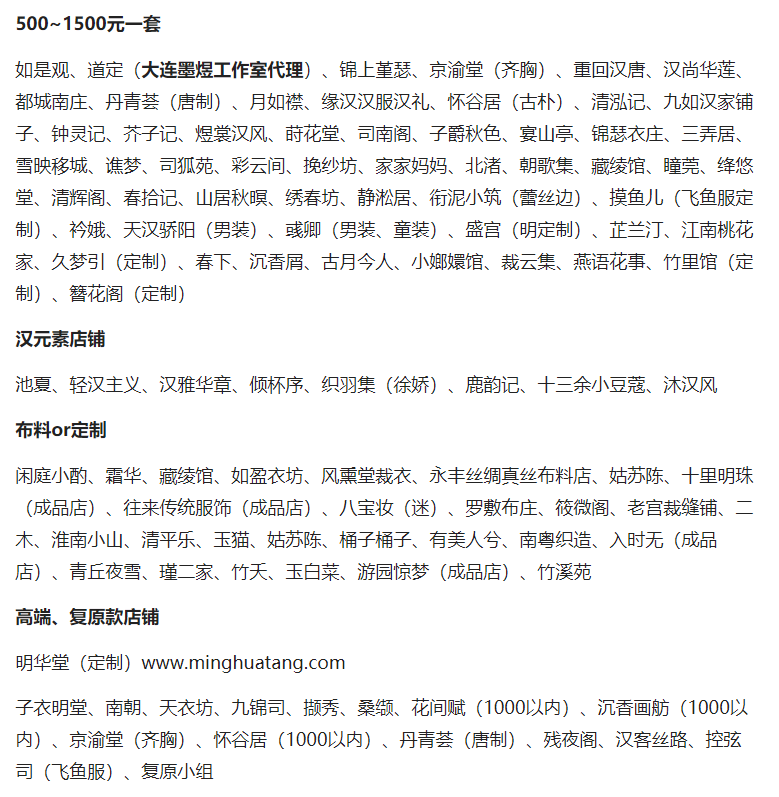 500~1500元一套
如是观、道定（大连墨煜工作室代理）、锦上堇瑟、京渝堂（齐胸）、重回汉唐、汉尚华莲、
都城南庄、丹青荟（唐制）、月如襟、缘汉汉服汉礼、怀谷居（古朴）、清泓记、九如汉家铺
子、钟灵记、芥子记、煜裳汉风、莳花堂、司南阁、子爵秋色、宴山亭、锦瑟衣庄、三弄居、
雪映移城、谯梦、司狐苑、彩云间、挽纱坊、家家妈妈、北渚、朝歌集、藏绫馆、瞳莞、绛悠
堂、清辉阁、春拾记、山居秋暝、绣春坊、静淞居、衔泥小筑（蕾丝边）、摸鱼儿（飞鱼服定
制）、衿娥、天汉骄阳（男装）、彧卿（男装、童装）、盛宫（明定制）、芷兰汀、江南桃花
家、久梦引（定制）、春下、沉香屑、古月今人、小嫏嬛馆、裁云集、燕语花事、竹里馆（定
制）、簪花阁（定制）
汉元素店铺
池夏、轻汉主义、汉雅华章、倾杯序、织羽集（徐娇）、鹿韵记、十三余小豆蔻、沐汉风
布料or定制
闲庭小酌、霜华、藏绫馆、如盈衣坊、风熏堂裁衣、永丰丝绸真丝布料店、姑苏陈、十里明珠
（成品店）、往来传统服饰（成品店）、八宝妆（迷）、罗敷布庄、筱微阁、老宫裁缝铺、二
木、淮南小山、清平乐、玉猫、姑苏陈、桶子桶子、有美人兮、南粤织造、入时无（成品
店）、青丘夜雪、瑾二家、竹天、玉白菜、游园惊梦（成品店）、竹溪苑
高端、复原款店铺
明华堂（定制）www.minghuatang.com
子衣明堂、南朝、天衣坊、九锦司、撷秀、桑缬、花间赋（1000以内）、沉香画舫（1000以
内）、京渝堂（齐胸）、怀谷居（1000以内）、丹青荟（唐制）、残夜阁、汉客丝路、控弦
司（飞鱼服）、复原小组